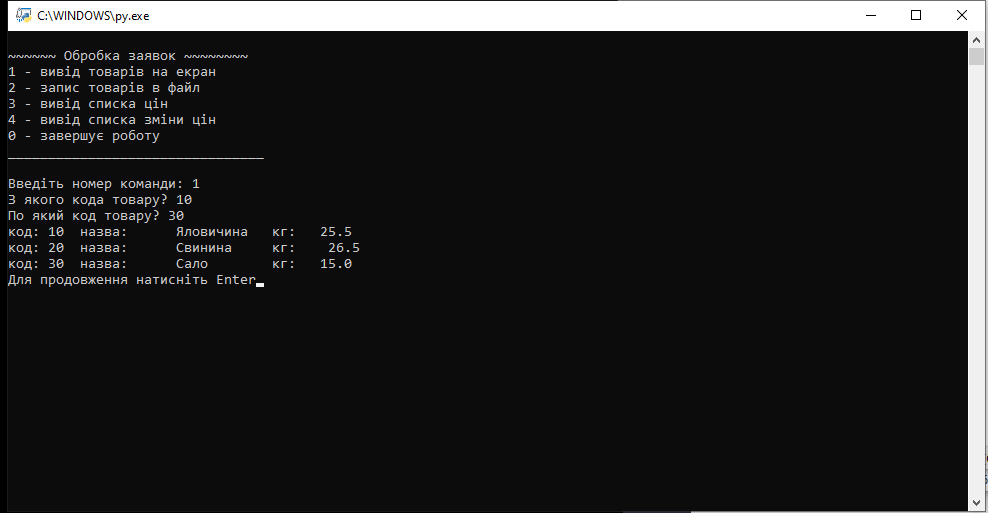 C:\WINDOWS\py.exe
~~~~~~ Обробка заявок ~~~~~~~~
1 - вивід товарів на екран
2 - запис товарів в файл
3 - вивід списка цін
4 - вивід списка зміни цін
0 - завершує роботу
________________________________
Введіть номер команди: 1
З якого кода товару? 10
По який код товару? 30
код: 10  назва:      Яловичина   кг:   25.5
код: 20  назва:      Свинина     кг:    26.5
код: 30  назва:      Сало        кг:   15.0
Для продовження натисніть Enter